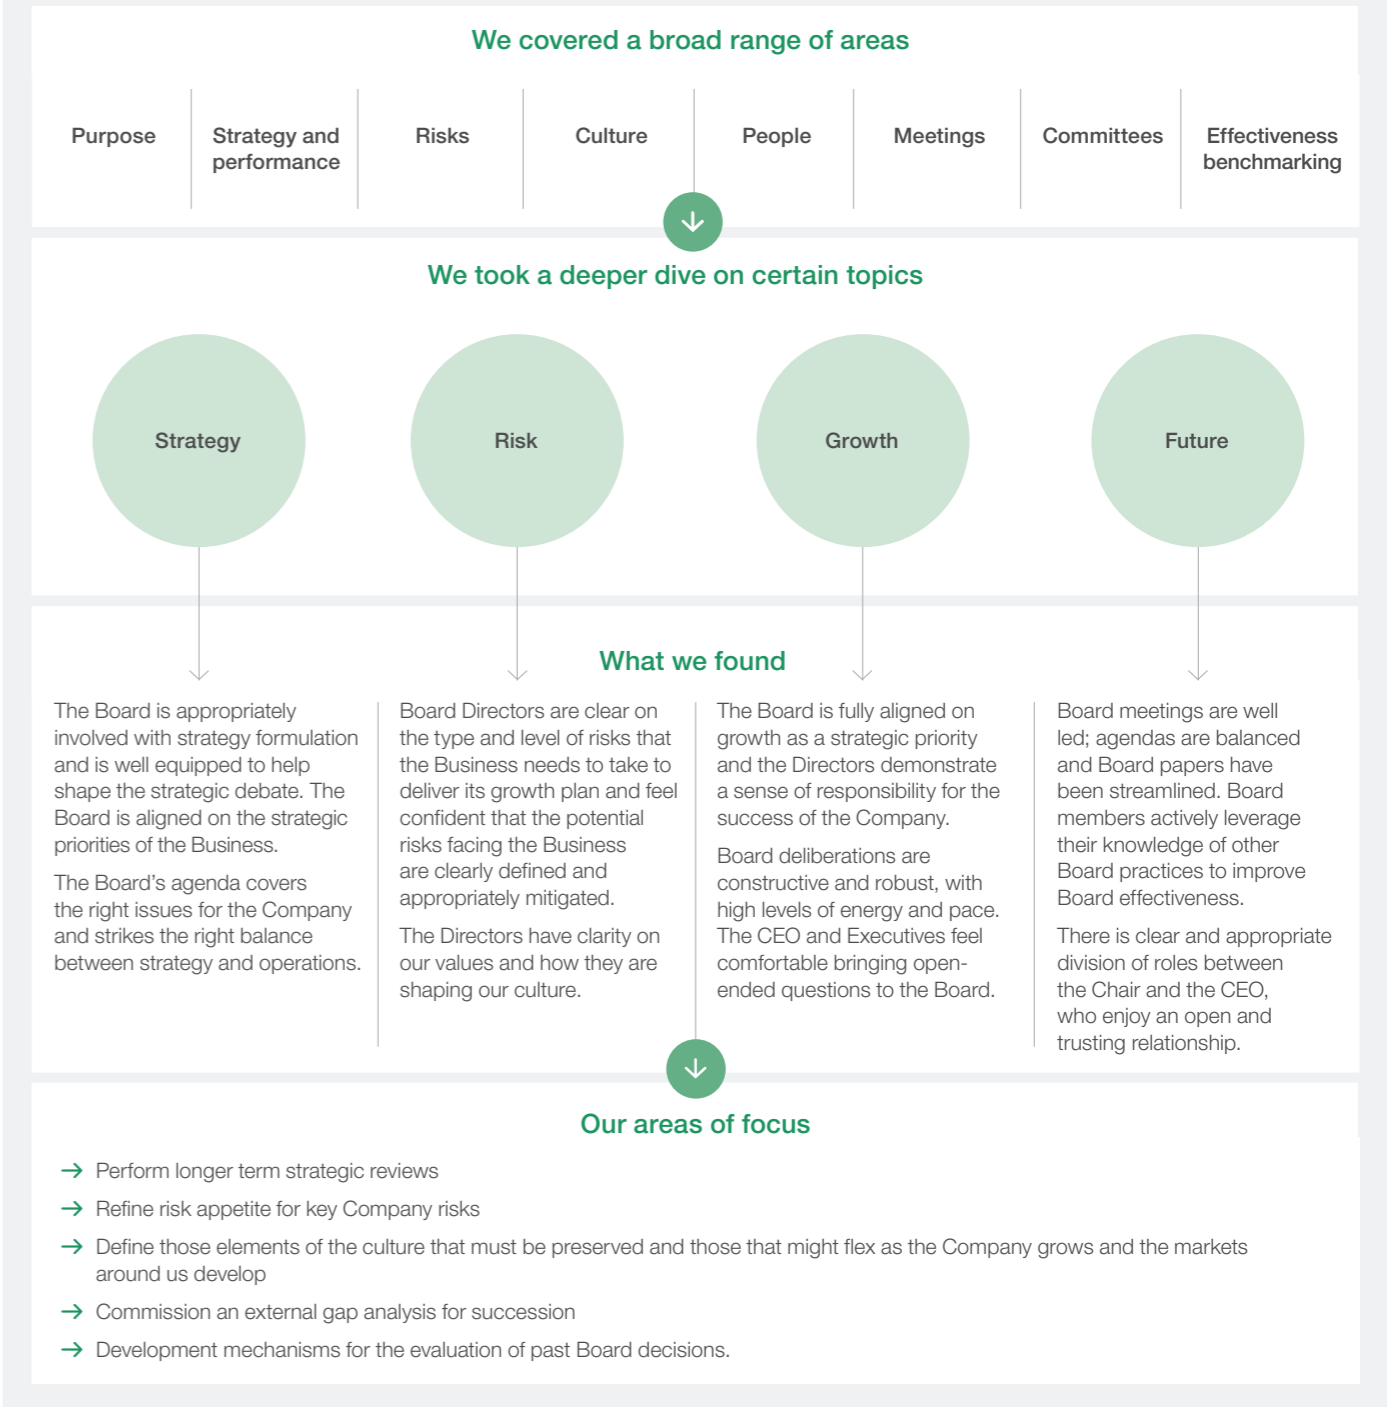 We covered a broad range of areas
Purpose
Strategy and
performance
Risks
Culture
People
Meetings
Committees
Effectiveness
benchmarking
We took a deeper dive on certain topics
Strategy
Risk
Growth
Future
What we found
The Board is appropriately
involved with strategy formulation
and is well equipped to help
shape the strategic debate. The
Board is aligned on the strategic
priorities of the Business.
The Board’s agenda covers
the right issues for the Company
and strikes the right balance
between strategy and operations.
Board Directors are clear on
the type and level of risks that
the Business needs to take to
deliver its growth plan and feel
confident that the potential
risks facing the Business
are clearly defined and
appropriately mitigated.
The Directors have clarity on
our values and how they are
shaping our culture.
The Board is fully aligned on
growth as a strategic priority
and the Directors demonstrate
a sense of responsibility for the
success of the Company.
Board deliberations are
constructive and robust, with
high levels of energy and pace.
The CEO and Executives feel
comfortable bringing open-
ended questions to the Board.
Board meetings are well
led; agendas are balanced
and Board papers have
been streamlined. Board
members actively leverage
their knowledge of other
Board practices to improve
Board effectiveness.
There is clear and appropriate
division of roles between
the Chair and the CEO,
who enjoy an open and
trusting relationship.
Our areas of focus
Perform longer term strategic reviews
Refine risk appetite for key Company risks
Define those elements of the culture that must be preserved and those that might flex as the Company grows and the markets
around us develop
Commission an external gap analysis for succession
Development mechanisms for the evaluation of past Board decisions.